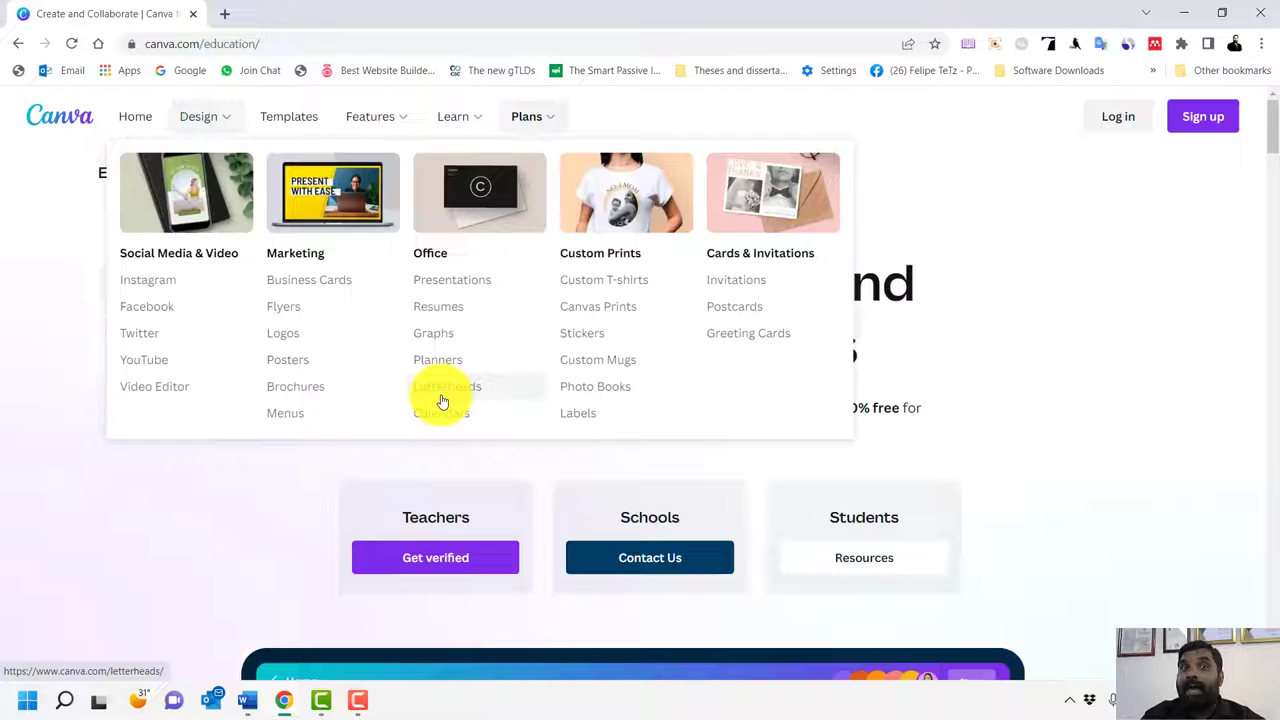 Create and Collaborate | Canva f
canva.com/education/
Email
Apps
Google
Join Chat
Best Website Builde...
The new gTLDs
The Smart Passive I...
Theses and disserta...
Settings
(26) Felipe TeTz - P...
Software Downloads
»
Other bookmarks
Canva
Home
Design
Templates
Features
Learn
Plans
Log in
Sign up
E
PRESENT
WITH EASE
C
Social Media & Video
Marketing
Office
Custom Prints
Cards & Invitations
Instagram
Business Cards
Presentations
Custom T-shirts
Invitations
Facebook
Flyers
Resumes
Canvas Prints
Postcards
Twitter
Logos
Graphs
Stickers
Greeting Cards
YouTube
Posters
Planners
Custom Mugs
Video Editor
Brochures
Letterheads
Photo Books
Menus
Calendars
Labels
nd
0% free for
Teachers
Schools
Students
Get verified
Contact Us
Resources
https://www.canva.com/letterheads/
Home
31°